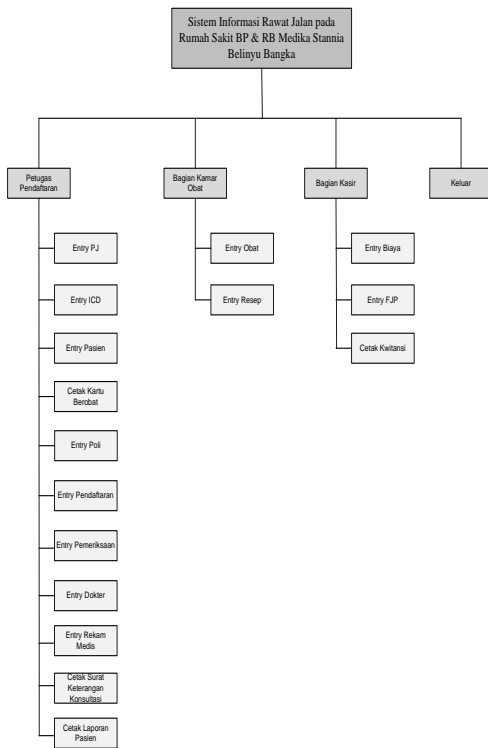 Sistem Informasi Rawat Jalan pada
Rumah Sakit BP & RB Medika Stannia
Belinyu Bangka
Petugas
Pendaftaran
Bagian Kamar
Obat
Bagian Kasir
Keluar
Entry PJ
Entry ICD
Entry Pasien
Cetak Kartu
Berobat
Entry Poli
Entry Pendaftaran
Entry Pemeriksaan
Entry Dokter
Entry Rekam
Medis
Cetak Surat
Keterangan
Konsultasi
Cetak Laporan
Pasien
Entry Obat
Entry Resep
Entry Biaya
Entry FJP
Cetak Kwitansi